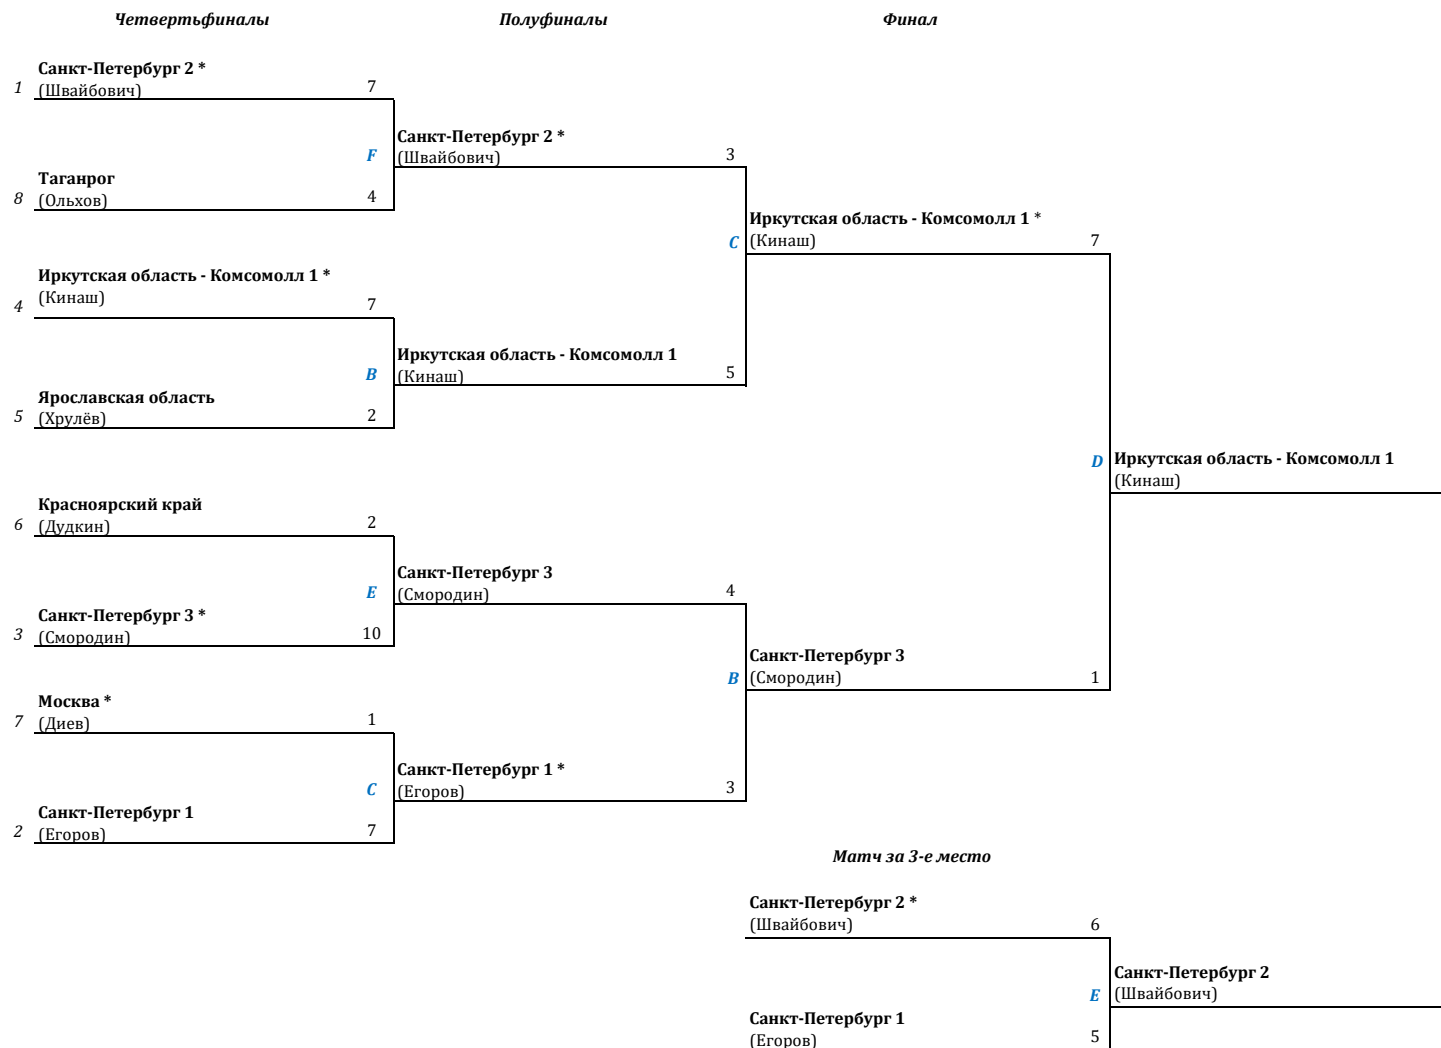 Четвертьфиналы
Полуфиналы
Финал
Санкт-Петербург 2 *
1 (Швайбович) 7
F
Санкт-Петербург 2 *
(Швайбович) 3
Таганрог
8 (Ольхов) 4
C
Иркутская область - Комсомолл 1 *
(Кинаш) 7
Иркутская область - Комсомолл 1 *
4 (Кинаш) 7
B
Иркутская область - Комсомолл 1
(Кинаш) 5
Ярославская область
5 (Хрулёв) 2
D
Иркутская область - Комсомолл 1
(Кинаш)
Красноярский край
6 (Дудкин) 2
E
Санкт-Петербург 3
(Смородин) 4
Санкт-Петербург 3 *
3 (Смородин) 10
B
Санкт-Петербург 3
(Смородин) 1
Москва *
7 (Диев) 1
C
Санкт-Петербург 1 *
(Егоров) 3
Санкт-Петербург 1
2 (Егоров) 7
Матч за 3-е место
Санкт-Петербург 2 *
(Швайбович) 6
E
Санкт-Петербург 2
(Швайбович)
Санкт-Петербург 1
(Егоров) 5